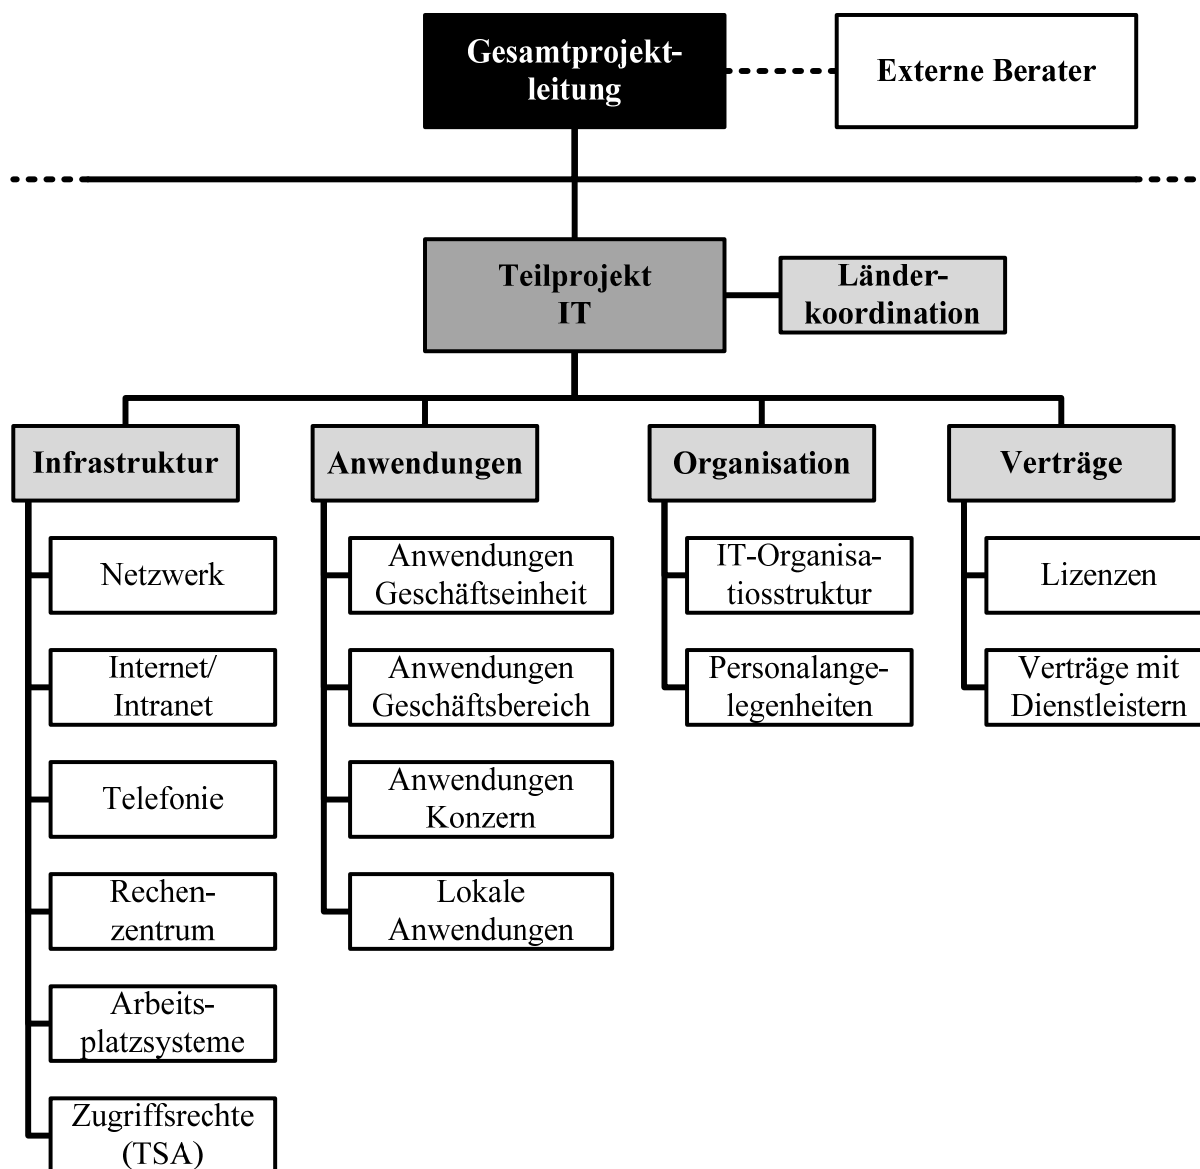 Gesamtprojekt-
leitung
Externe Berater
Teilprojekt
IT
Länder-
koordination
Infrastruktur
Anwendungen
Organisation
Verträge
Netzwerk
Internet/
Intranet
Telefonie
Rechen-
zentrum
Arbeits-
platzsysteme
Zugriffsrechte
(TSA)
Anwendungen
Geschäftseinheit
Anwendungen
Geschäftsbereich
Anwendungen
Konzern
Lokale
Anwendungen
IT-Organisa-
tiosstruktur
Personalange-
legenheiten
Lizenzen
Verträge mit
Dienstleistern